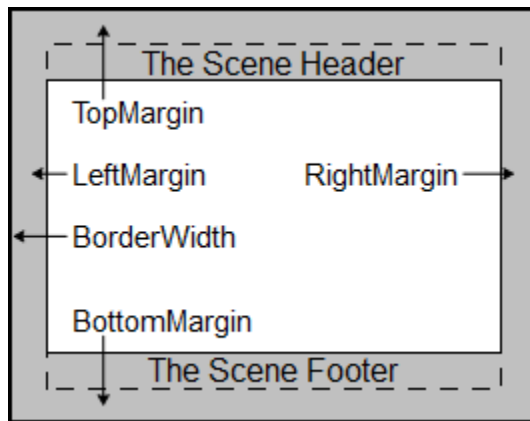 The Scene Header
TopMargin
LeftMargin RightMargin
BorderWidth
BottomMargin
The Scene Footer